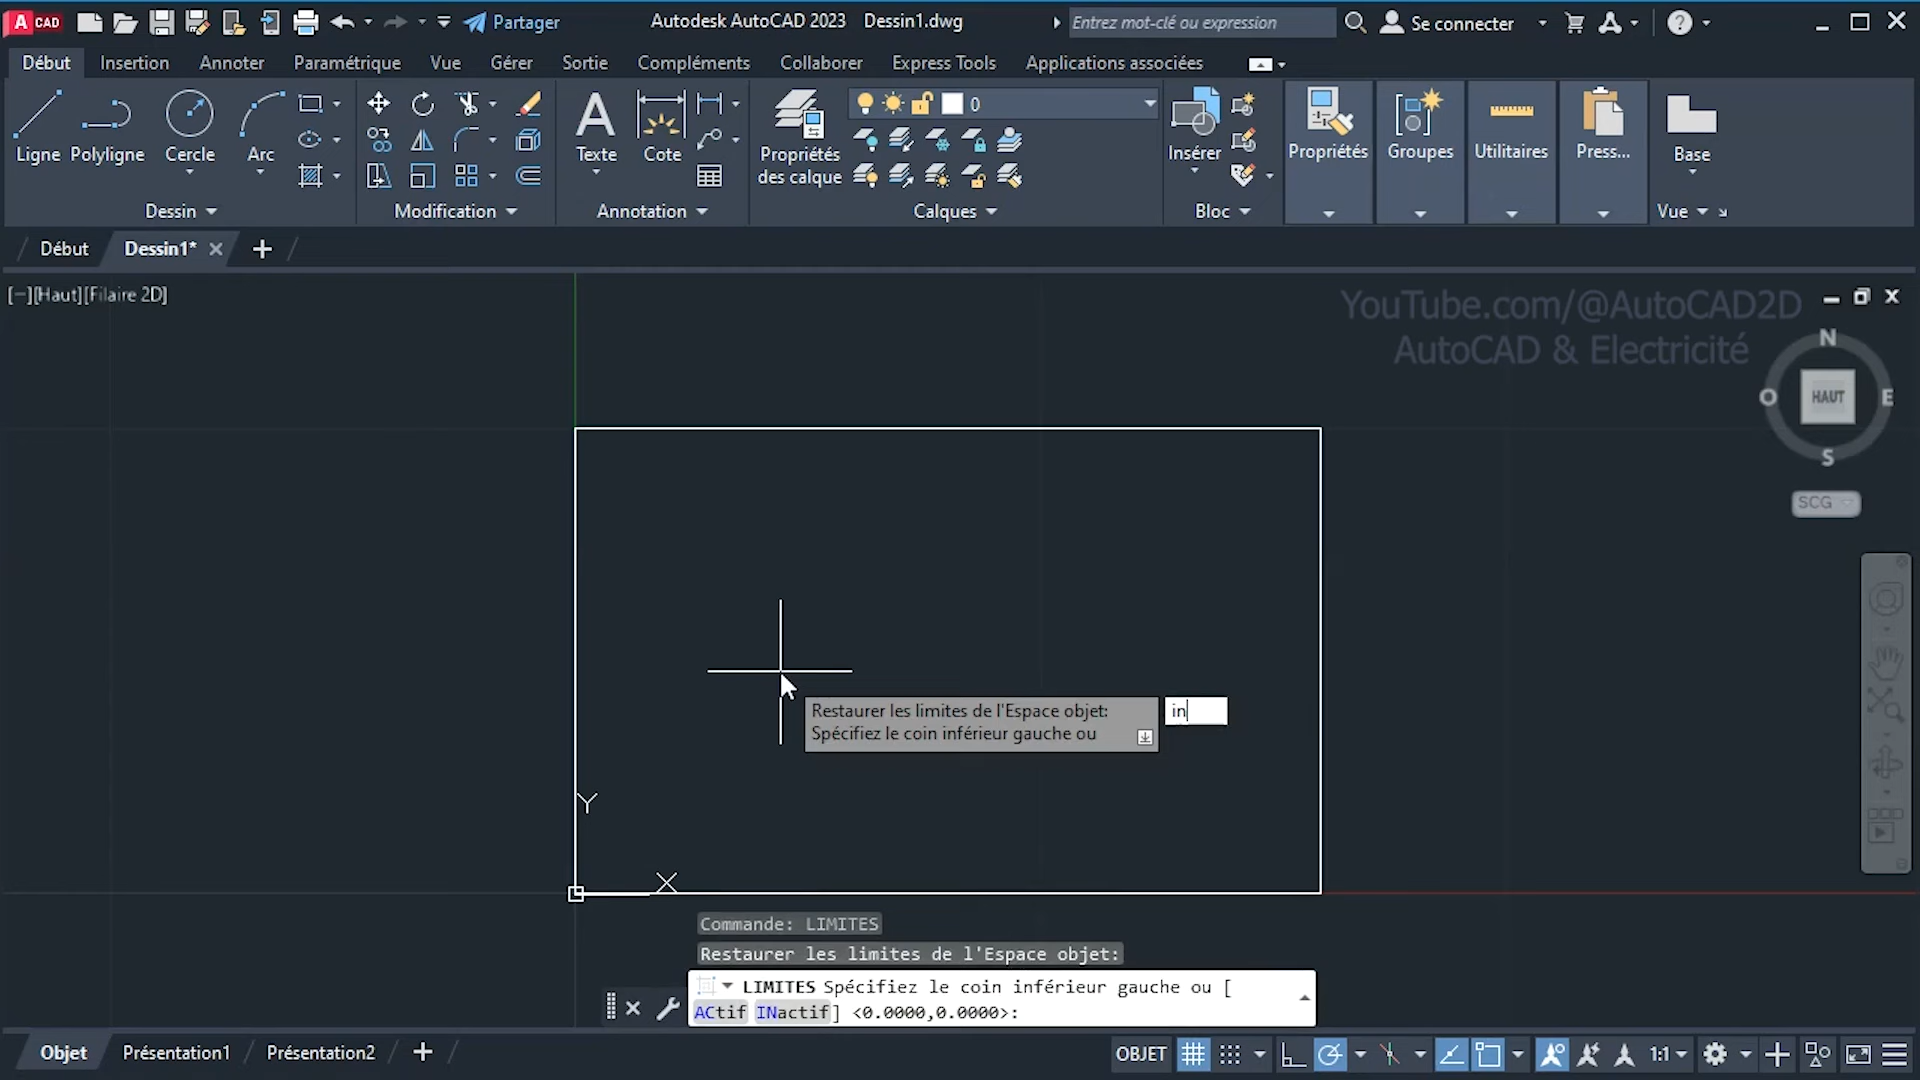 A CAD
Partager
Autodesk AutoCAD 2023 Dessin1.dwg
Entrez mot-clé ou expression
Se connecter
Début Insertion Annoter Paramétrique Vue Gérer Sortie Compléments Collaborer Express Tools Applications associées
Ligne Polyligne Cercle Arc
Dessin
Modification
Texte Cote
Annotation
Propriétés
des calque
0
Calques
Insérer
Bloc
Propriétés
Groupes
Utilitaires
Press...
Base
Vue
Début Dessin1*
[−][Haut][Filaire 2D]
YouTube.com/@AutoCAD2D
AutoCAD & Electricité
N
O HAUT E
S
SCG
Restaurer les limites de l'Espace objet:
Spécifiez le coin inférieur gauche ou
in
Y
X
Commande: LIMITES
Restaurer les limites de l'Espace objet:
LIMITES Spécifiez le coin inférieur gauche ou [
ACtif INactif] <0.0000,0.0000>:
Objet Présentation1 Présentation2
OBJET 1:1